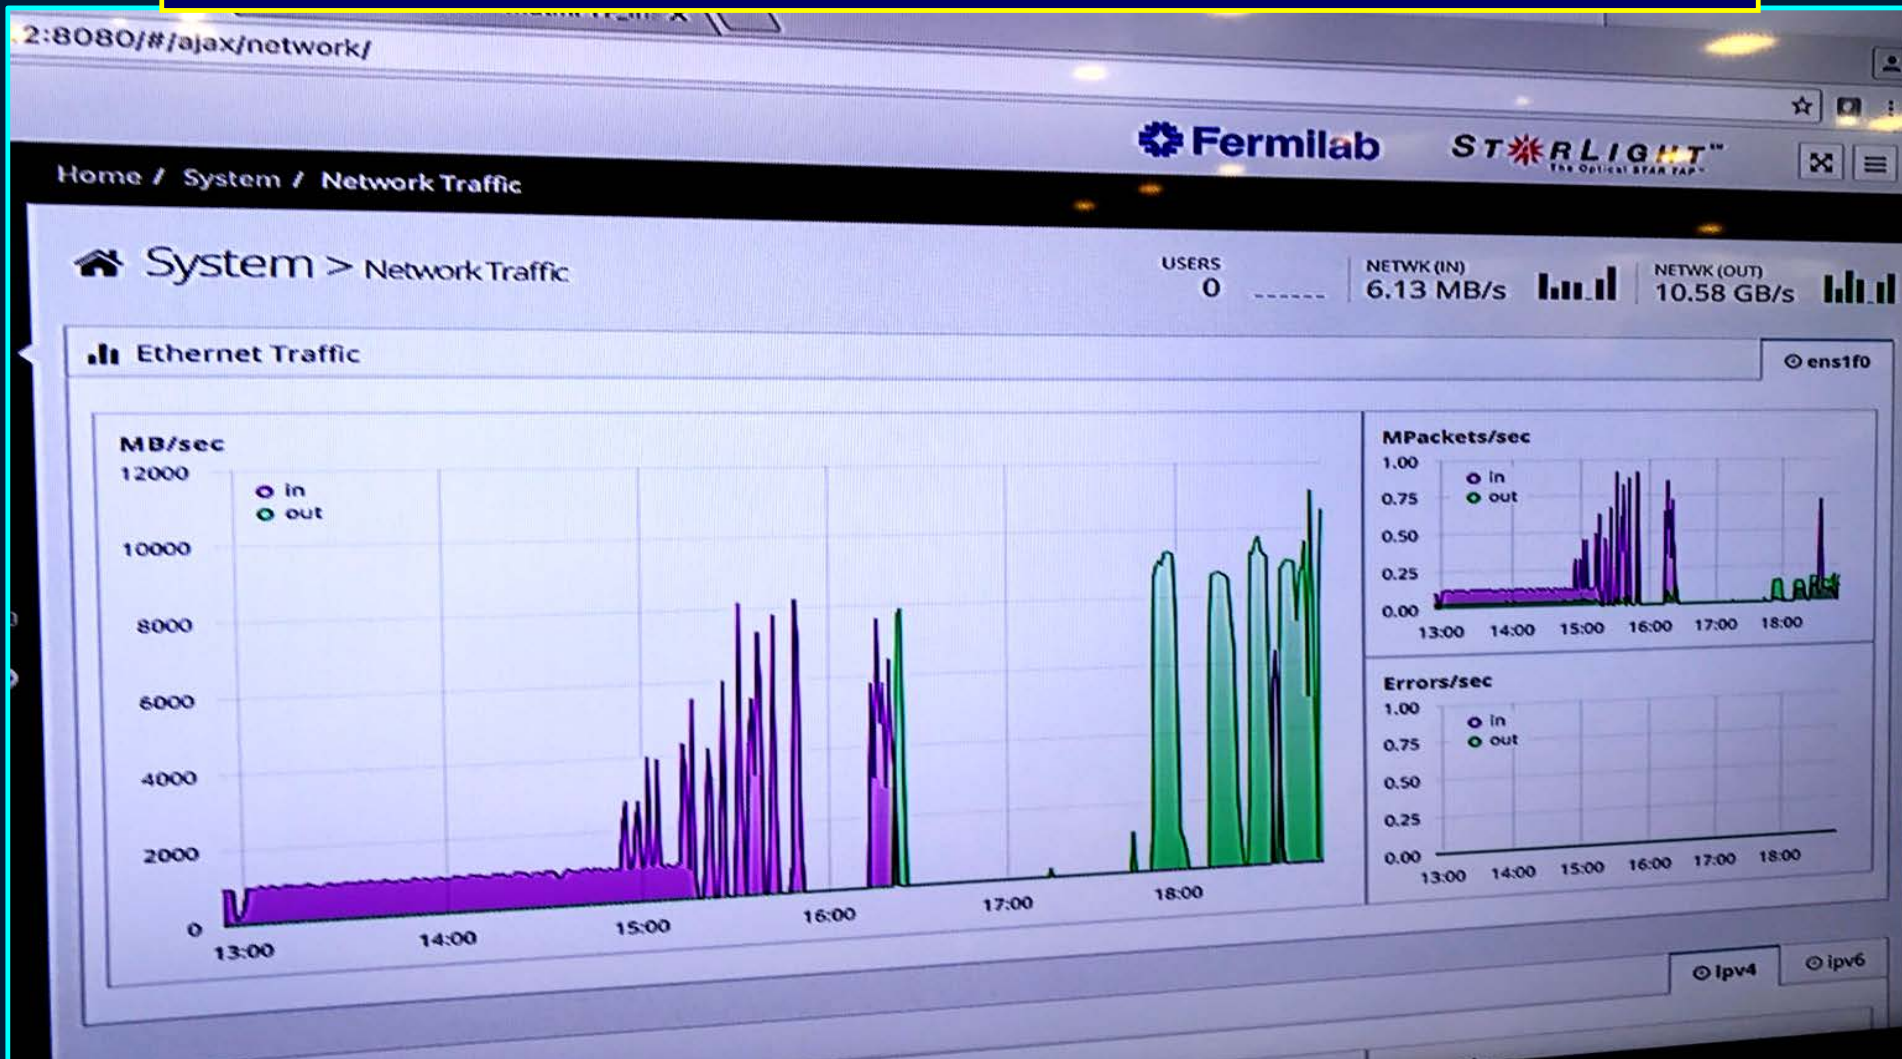 2:8080/#/ajax/network/
Fermilab
STARLIGHT™
The Optical STAR TAP™
Home / System / Network Traffic
System > Network Traffic
USERS
0
NETWK (IN)
6.13 MB/s
NETWK (OUT)
10.58 GB/s
Ethernet Traffic
ens1f0
MB/sec
12000
10000
8000
6000
4000
2000
0
in
out
13:00
14:00
15:00
16:00
17:00
18:00
MPackets/sec
1.00
0.75
0.50
0.25
0.00
in
out
13:00
14:00
15:00
16:00
17:00
18:00
Errors/sec
1.00
0.75
0.50
0.25
0.00
in
out
13:00
14:00
15:00
16:00
17:00
18:00
ipv4
ipv6